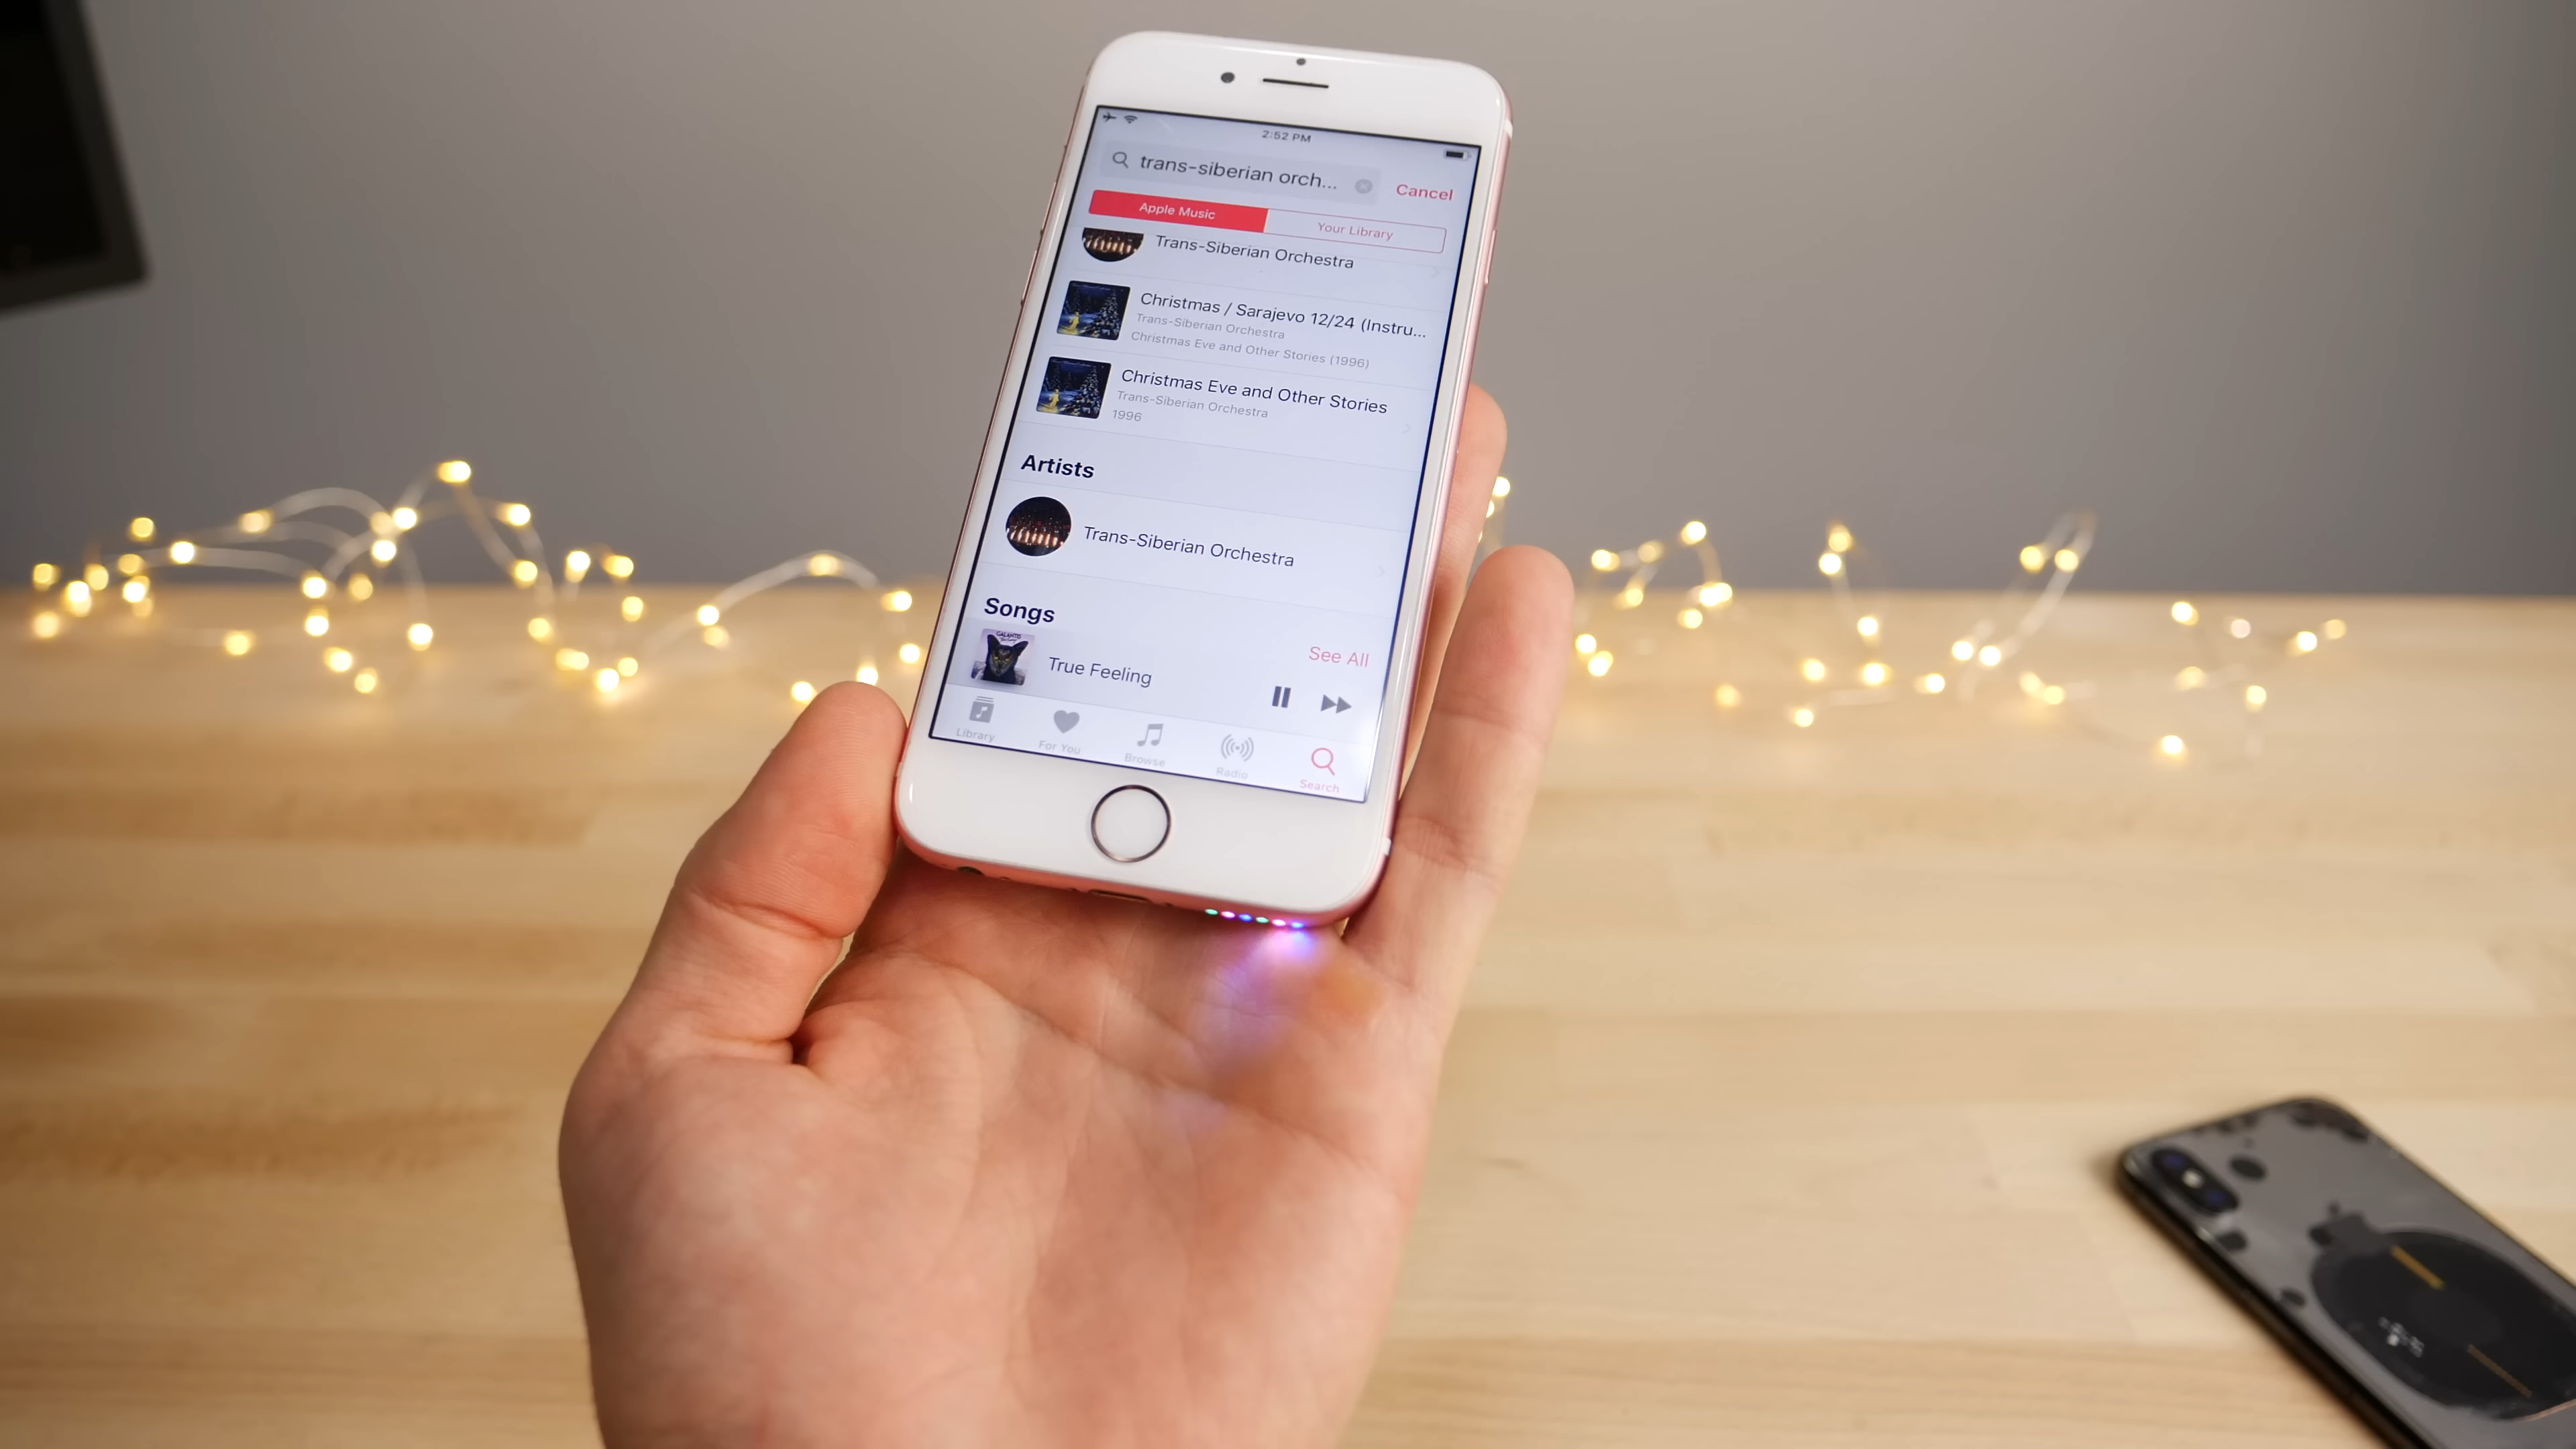 2:52 PM
trans-siberian orch...
Cancel
Apple Music
Your Library
Trans-Siberian Orchestra
Christmas / Sarajevo 12/24 (Instru...
Trans-Siberian Orchestra
Christmas Eve and Other Stories (1996)
Christmas Eve and Other Stories
Trans-Siberian Orchestra
1996
Artists
Trans-Siberian Orchestra
Songs
See All
GALANTIS
True Feeling
Library
For You
Browse
Radio
Search